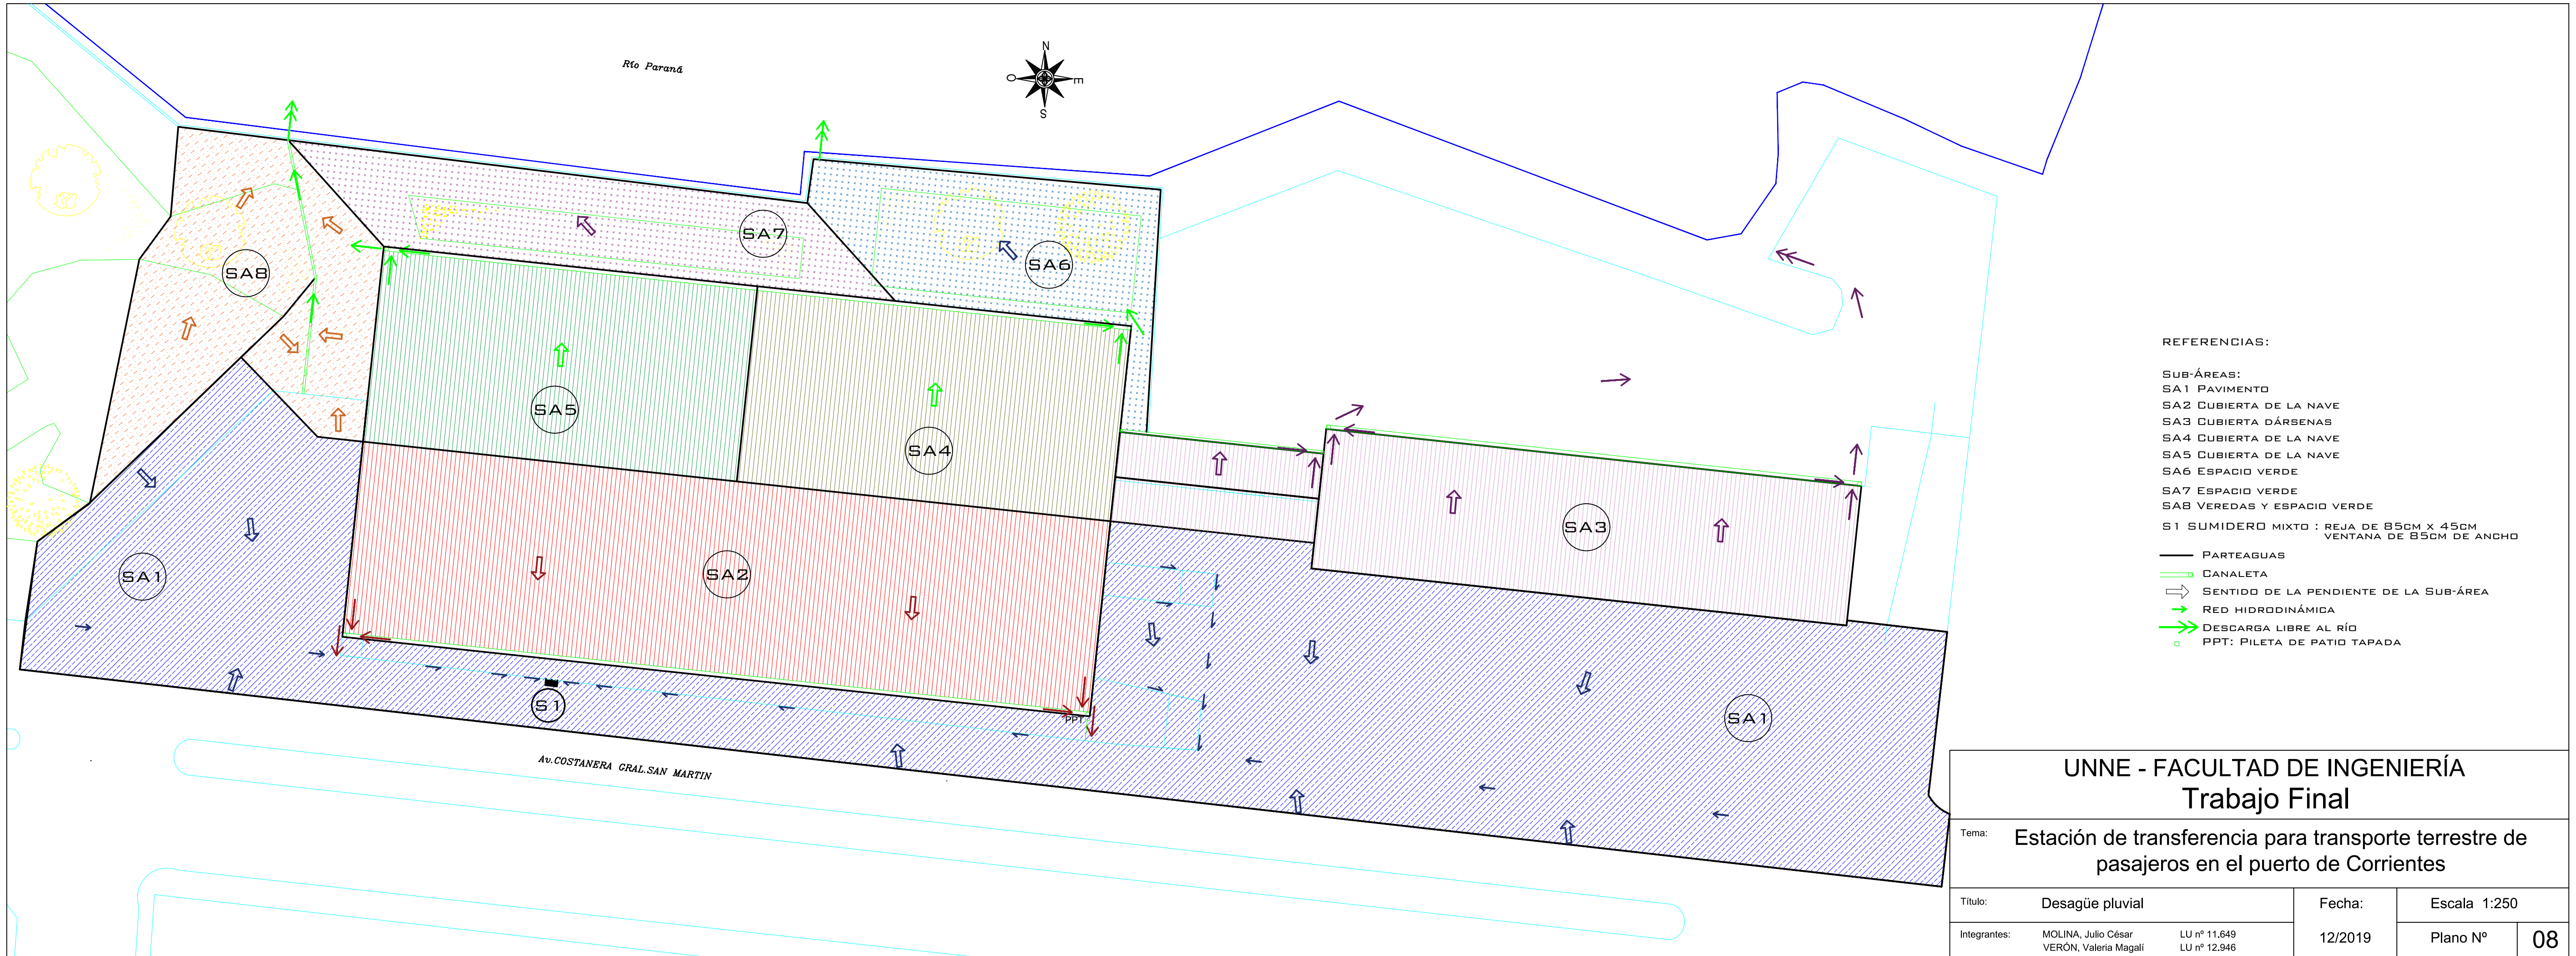 Río Paraná
N
O
E
S
SA7
SA6
SA8
SA5
SA4
SA3
SA1
SA2
S1
PPT
SA1
Av.COSTANERA GRAL.SAN MARTIN
REFERENCIAS:
SUB-ÁREAS:
SA1 PAVIMENTO
SA2 CUBIERTA DE LA NAVE
SA3 CUBIERTA DÁRSENAS
SA4 CUBIERTA DE LA NAVE
SA5 CUBIERTA DE LA NAVE
SA6 ESPACIO VERDE
SA7 ESPACIO VERDE
SA8 VEREDAS Y ESPACIO VERDE
S1 SUMIDERO MIXTO : REJA DE 85CM X 45CM
VENTANA DE 85CM DE ANCHO
PARTEAGUAS
CANALETA
SENTIDO DE LA PENDIENTE DE LA SUB-ÁREA
RED HIDRODINÁMICA
DESCARGA LIBRE AL RÍO
PPT: PILETA DE PATIO TAPADA
UNNE - FACULTAD DE INGENIERÍA
Trabajo Final
Tema: Estación de transferencia para transporte terrestre de
pasajeros en el puerto de Corrientes
Título: Desagüe pluvial
Fecha:
Escala 1:250
Integrantes: MOLINA, Julio César LU nº 11.649
VERÓN, Valeria Magalí LU nº 12.946
12/2019
Plano Nº
08